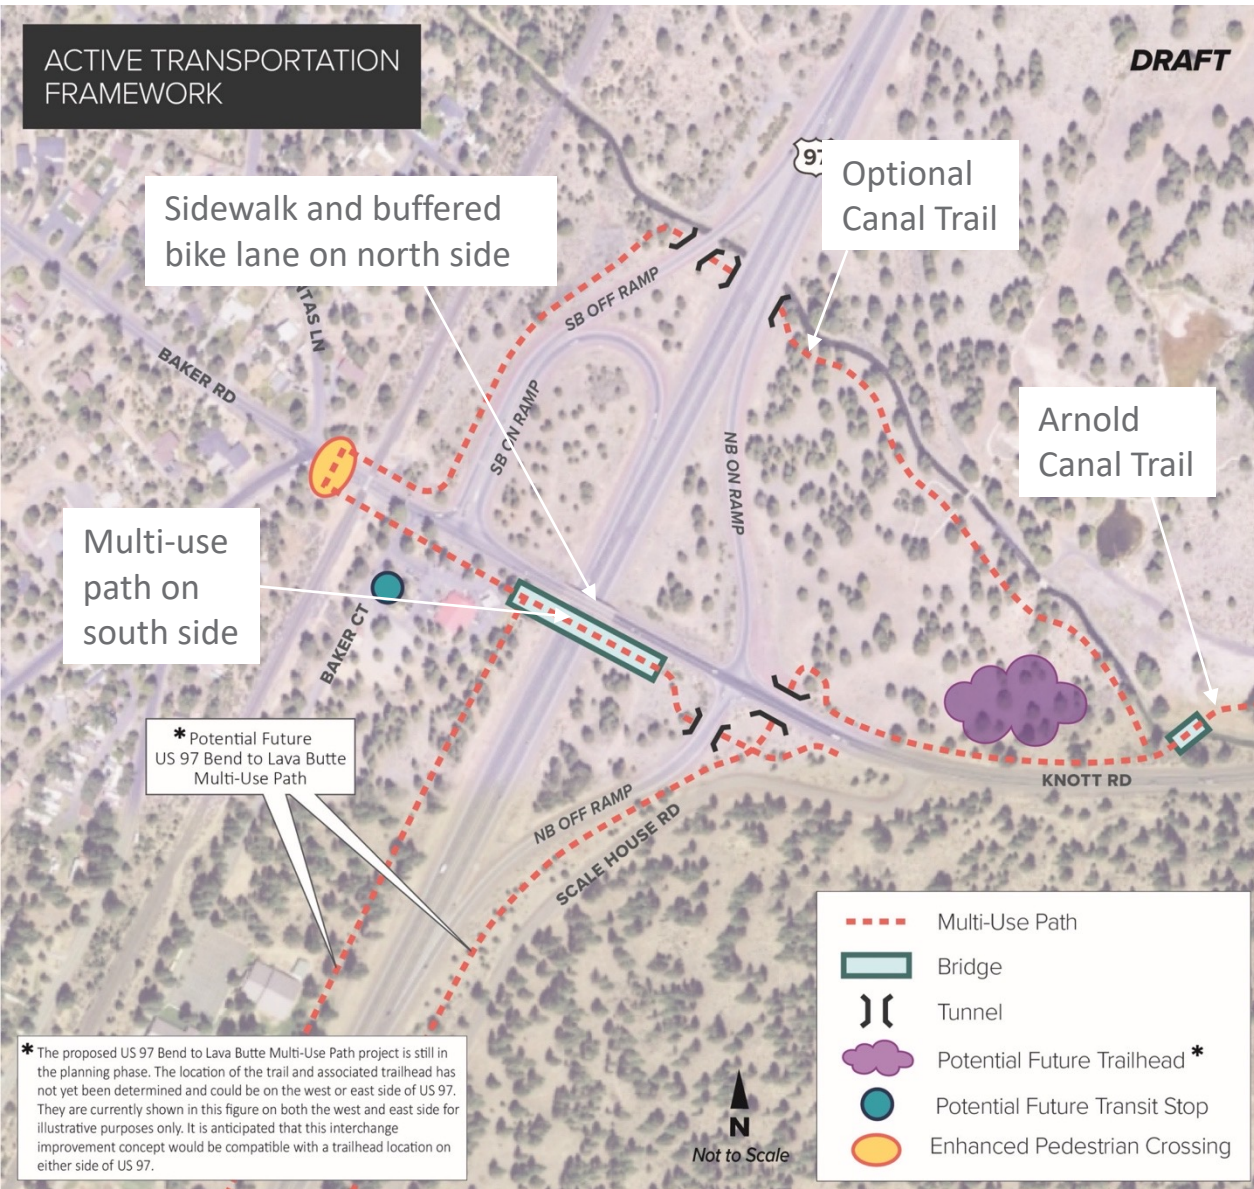 ACTIVE TRANSPORTATION
FRAMEWORK
DRAFT
97
Optional
Canal Trail
Sidewalk and buffered
bike lane on north side
SB OFF RAMP
BAKER RD
SB ON RAMP
NB ON RAMP
Arnold
Canal Trail
Multi-use
path on
south side
BAKER CT
* Potential Future
US 97 Bend to Lava Butte
Multi-Use Path
KNOTT RD
NB OFF RAMP
SCALE HOUSE RD
Multi-Use Path
Bridge
Tunnel
Potential Future Trailhead *
Potential Future Transit Stop
Enhanced Pedestrian Crossing
* The proposed US 97 Bend to Lava Butte Multi-Use Path project is still in
the planning phase. The location of the trail and associated trailhead has
not yet been determined and could be on the west or east side of US 97.
They are currently shown in this figure on both the west and east side for
illustrative purposes only. It is anticipated that this interchange
improvement concept would be compatible with a trailhead location on
either side of US 97.
N
Not to Scale